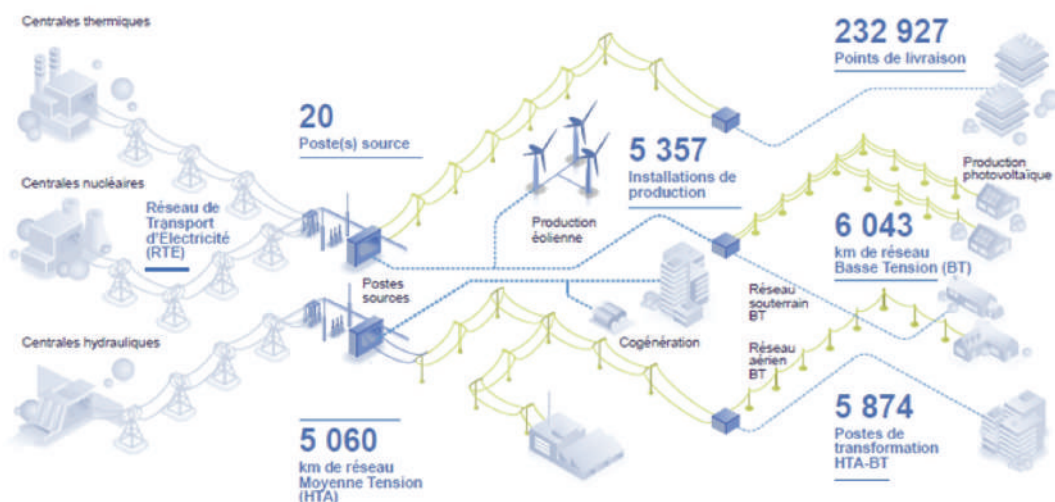 Centrales thermiques
232 927
Points de livraison
20
Poste(s) source
5 357
Installations de
production
Production
photovoltaïque
Centrales nucléaires
Réseau de
Transport
d'Électricité
(RTE)
Production
éolienne
6 043
km de réseau
Basse Tension (BT)
Postes
sources
Réseau
souterrain
BT
Centrales hydrauliques
Cogénération
Réseau
aérien
BT
5 060
km de réseau
Moyenne Tension
(HTA)
5 874
Postes de
transformation
HTA-BT